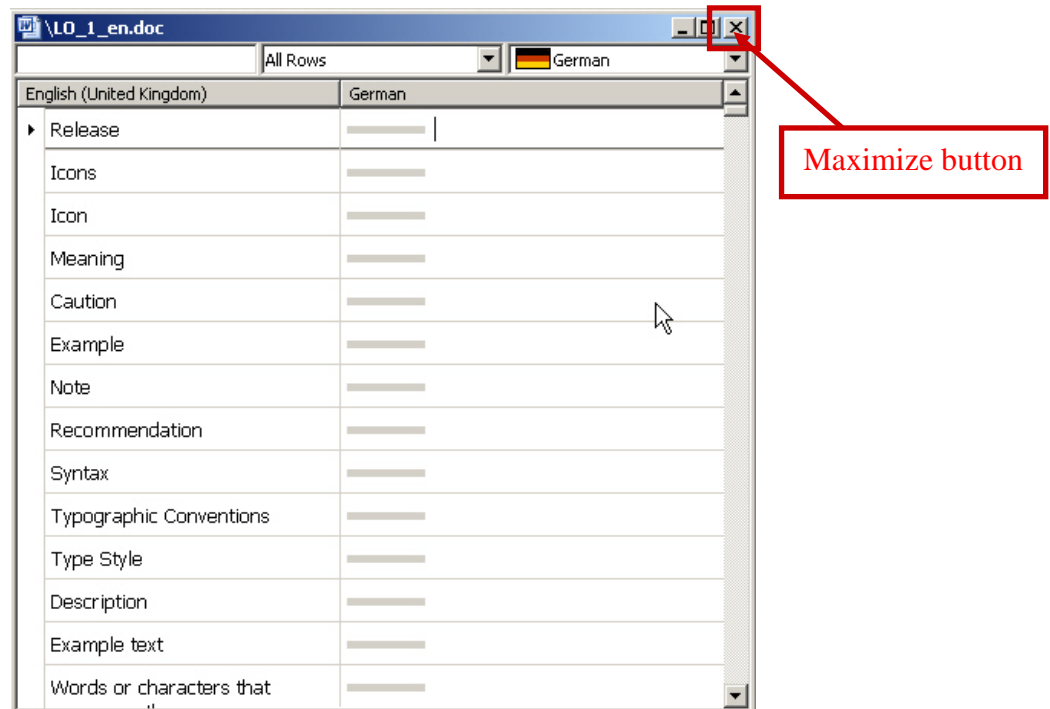 \LO_1_en.doc
All Rows German
English (United Kingdom) German
Release
Maximize button
Icons
Icon
Meaning
Caution
Example
Note
Recommendation
Syntax
Typographic Conventions
Type Style
Description
Example text
Words or characters that